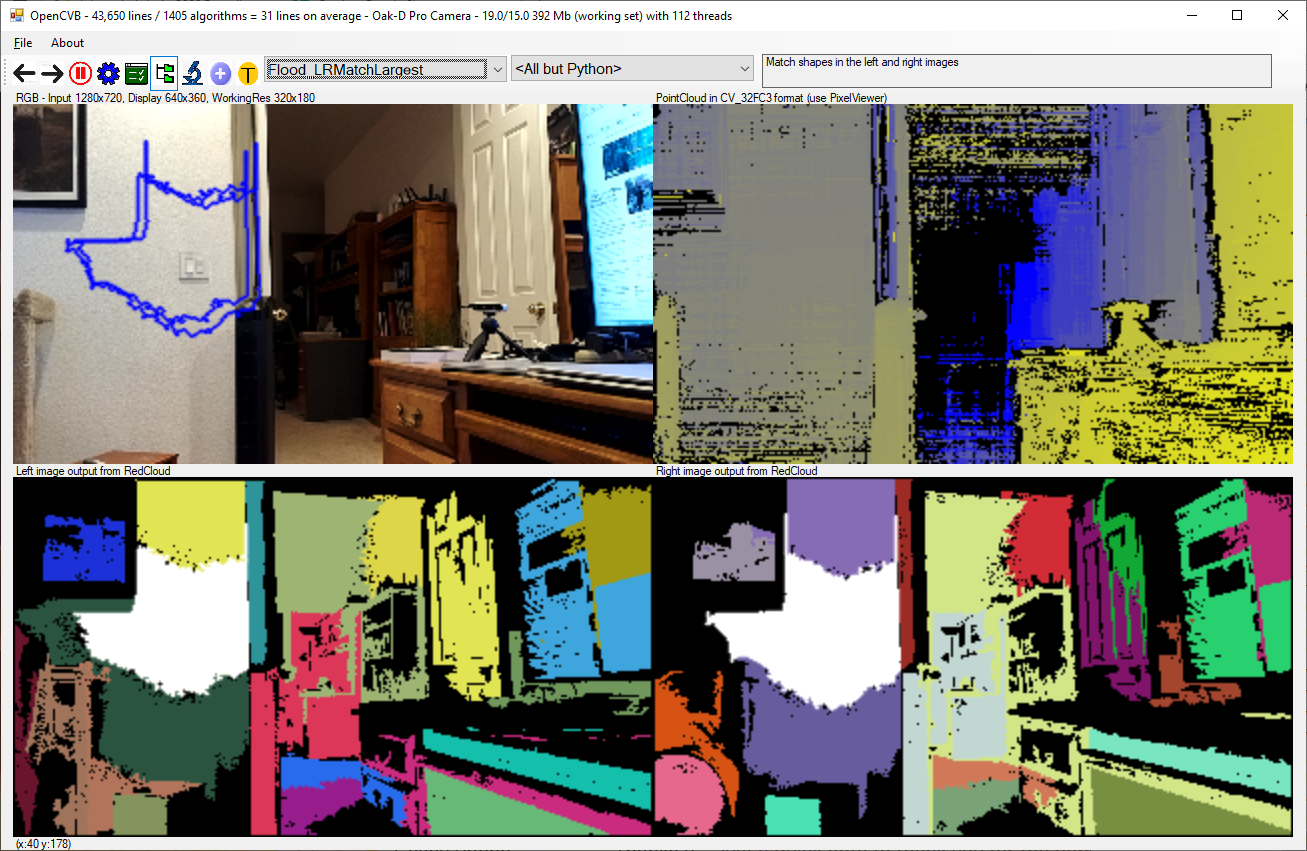 OpenCVB - 43,650 lines / 1405 algorithms = 31 lines on average - Oak-D Pro Camera - 19.0/15.0 392 Mb (working set) with 112 threads
File About
T Flood_LRMatchLargest <All but Python> Match shapes in the left and right images
RGB - Input 1280x720, Display 640x360, WorkingRes 320x180
PointCloud in CV_32FC3 format (use PixelViewer)
Left image output from RedCloud
Right image output from RedCloud
(x:40 y:178)